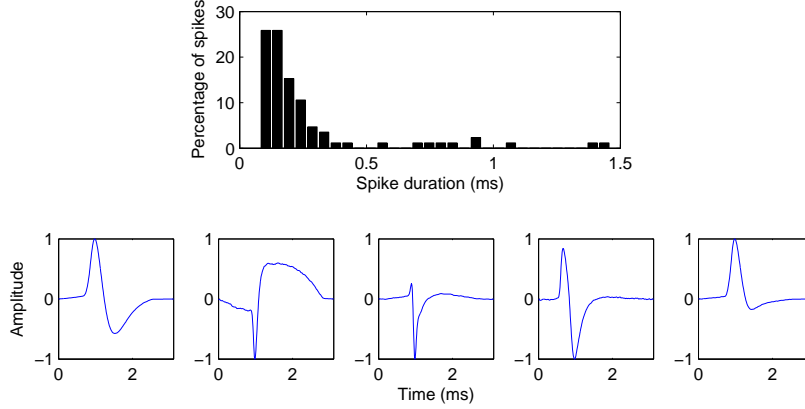 30
20
10
0
Percentage of spikes
0 0.5 1 1.5
Spike duration (ms)
Amplitude
1 1 1 1 1
0 0 0 0 0
−1 −1 −1 −1 −1
0 2 0 2 0 2 0 2 0 2
Time (ms)